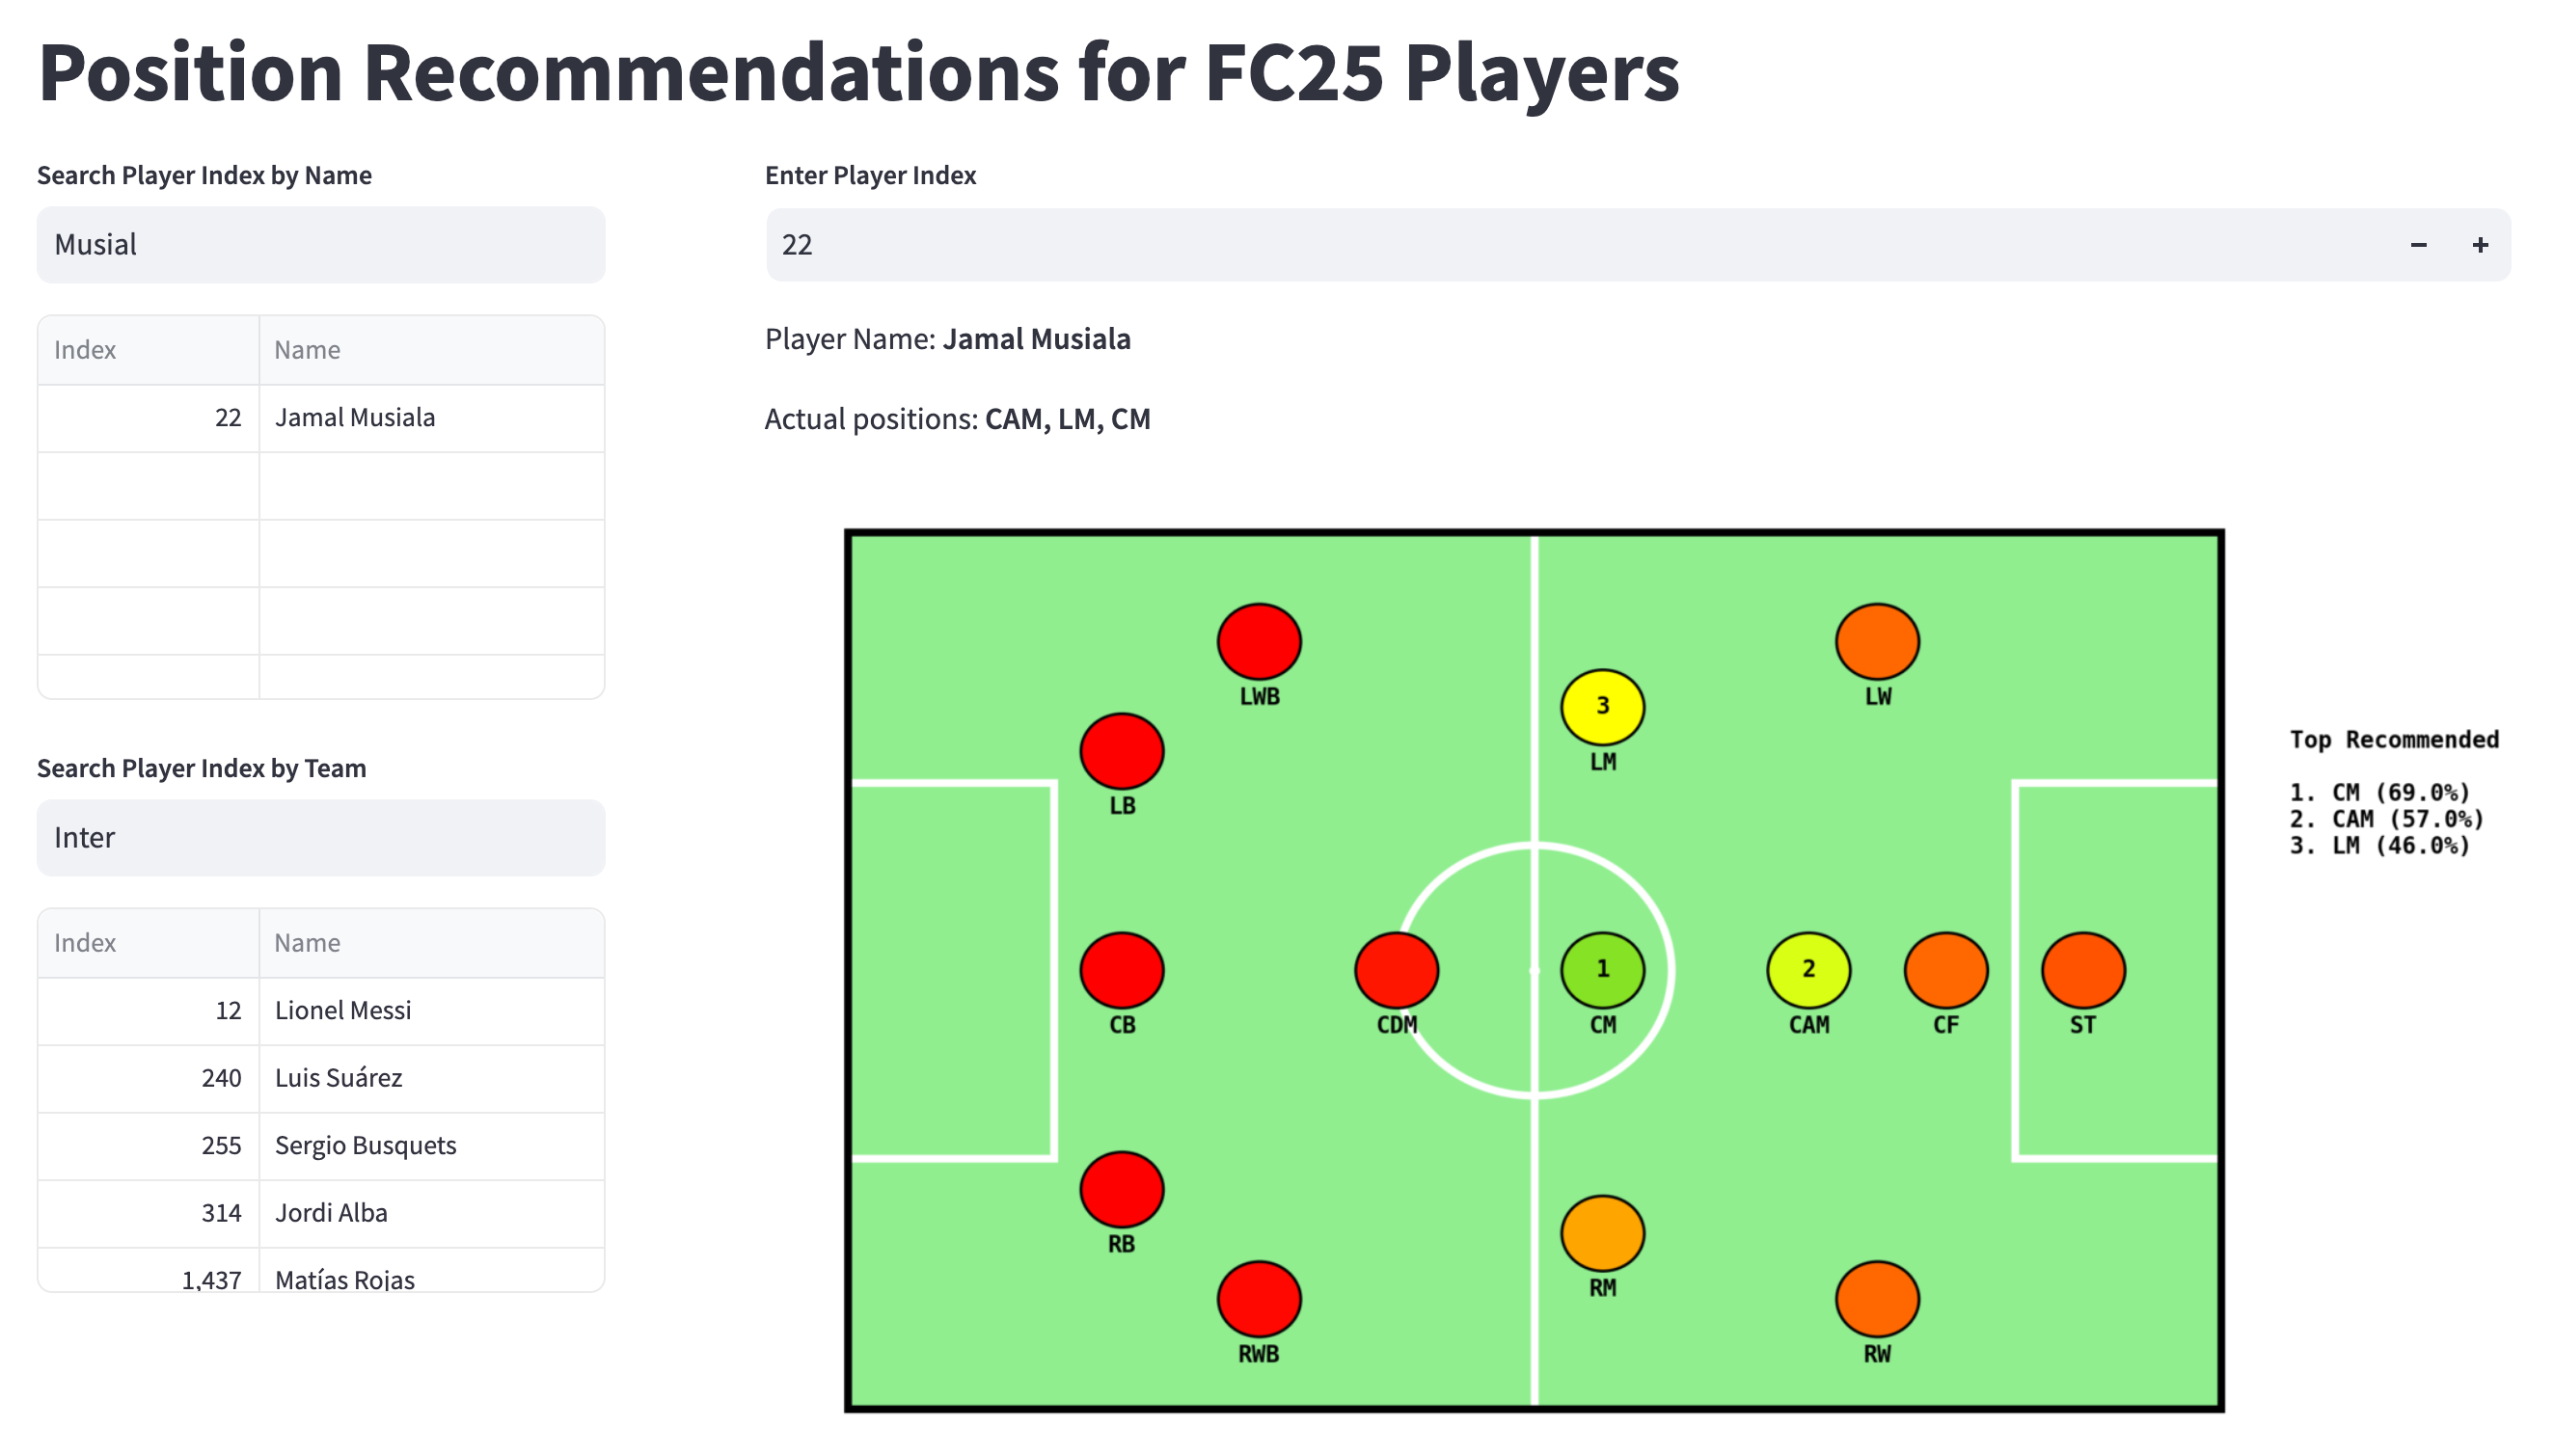 Position Recommendations for FC25 Players
Search Player Index by Name
Musial
Index Name
22 Jamal Musiala
Search Player Index by Team
Inter
Index Name
12 Lionel Messi
240 Luis Suárez
255 Sergio Busquets
314 Jordi Alba
1,437 Matías Rojas
Enter Player Index
22 − +
Player Name: Jamal Musiala
Actual positions: CAM, LM, CM
LWB
LW
3
LM
LB
1
2
CB
CDM
CM
CAM
CF
ST
RB
RM
RWB
RW
Top Recommended
1. CM (69.0%)
2. CAM (57.0%)
3. LM (46.0%)